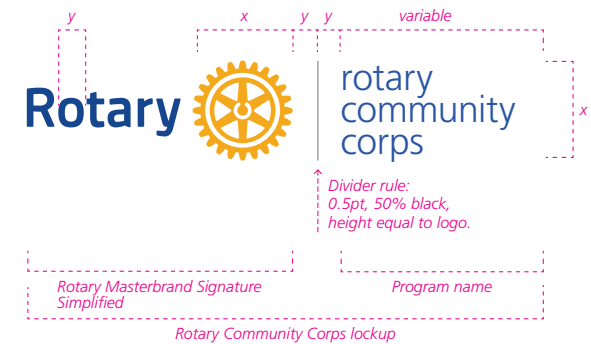 y x y y variable
Rotary
rotary
community
corps
x
Divider rule:
0.5pt, 50% black,
height equal to logo.
Rotary Masterbrand Signature
Simplified
Program name
Rotary Community Corps lockup